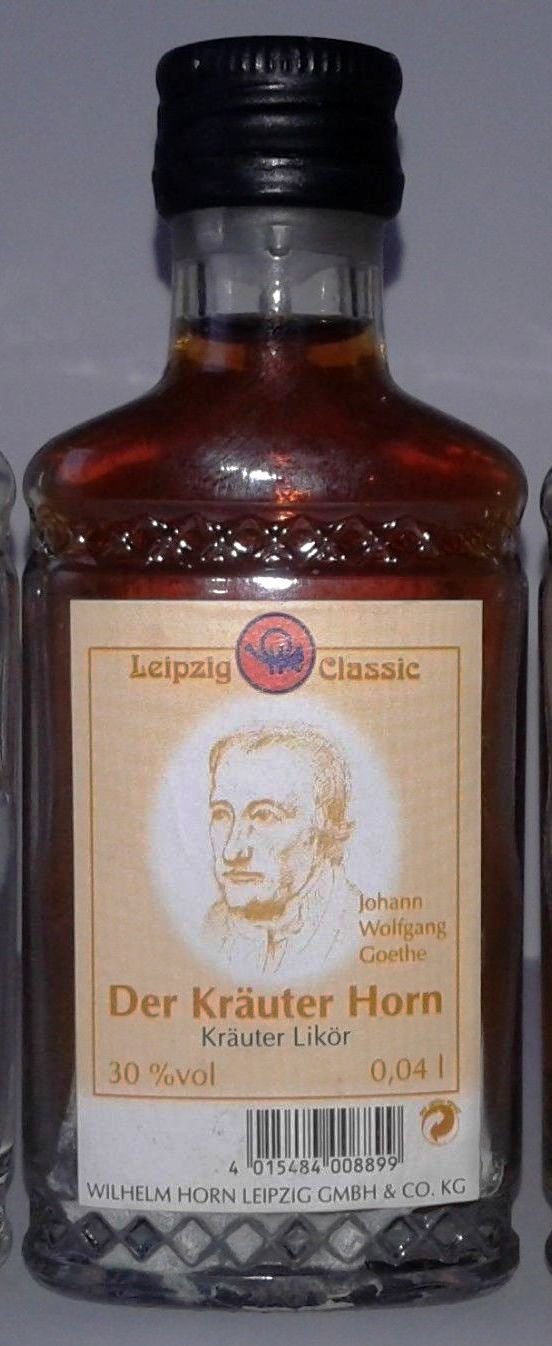 Leipzig Classic
Johann
Wolfgang
Goethe
Der Kräuter Horn
Kräuter Likör
30 %vol 0,04 l
4 015484 008899
WILHELM HORN LEIPZIG GMBH & CO. KG